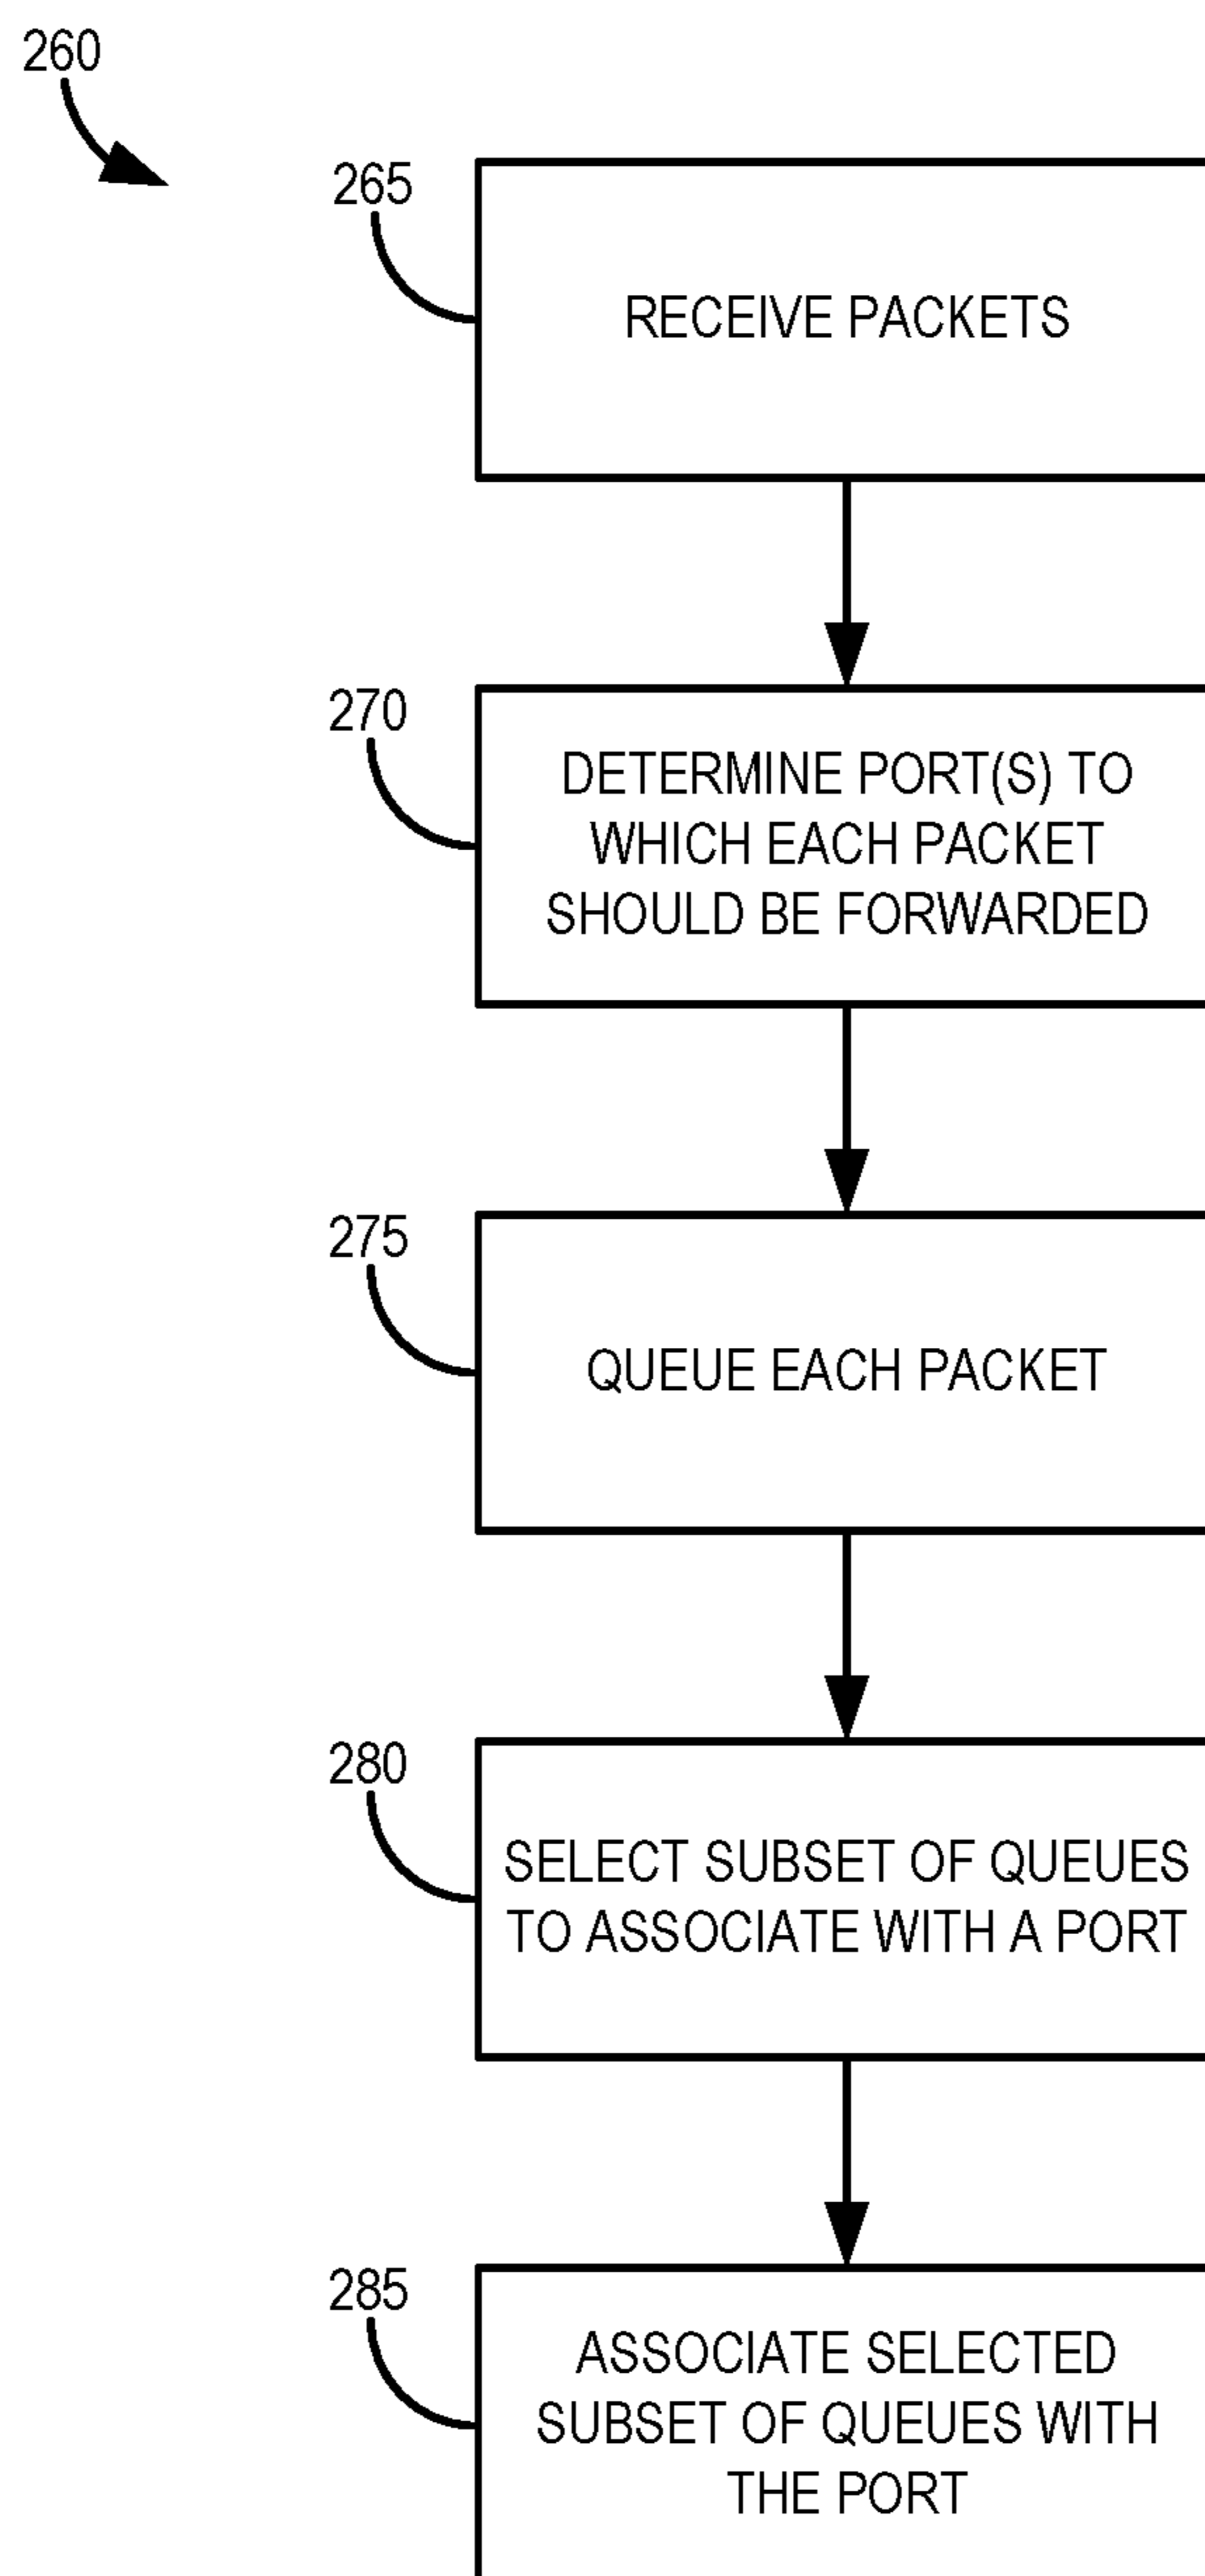 260
265
RECEIVE PACKETS
270
DETERMINE PORT(S) TO
WHICH EACH PACKET
SHOULD BE FORWARDED
275
QUEUE EACH PACKET
280
SELECT SUBSET OF QUEUES
TO ASSOCIATE WITH A PORT
285
ASSOCIATE SELECTED
SUBSET OF QUEUES WITH
THE PORT